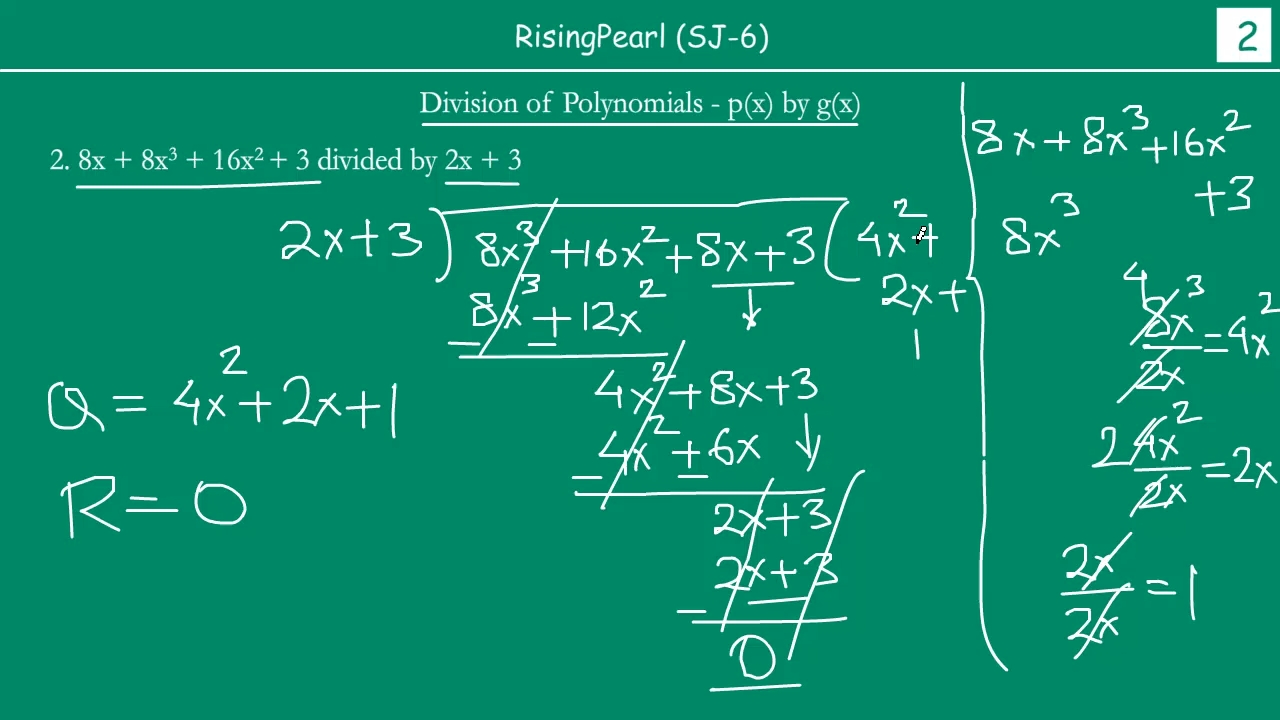 RisingPearl (SJ-6)
2
Division of Polynomials - p(x) by g(x)
2. 8x + 8x³ + 16x² + 3 divided by 2x + 3
2x+3 ) 8x³ +16x² +8x+3 ( 4x²+
2x+
1
8x³ + 12x²
–  –
4x² +8x+3
4x² +6x
–  –
2x+3
2x+3
–  –
0
Q = 4x²+2x+1
R = 0
8x + 8x³ +16x²
+3
8x³
4
8x³/2x = 4x²
2 4x²/2x = 2x
2x/2x = 1